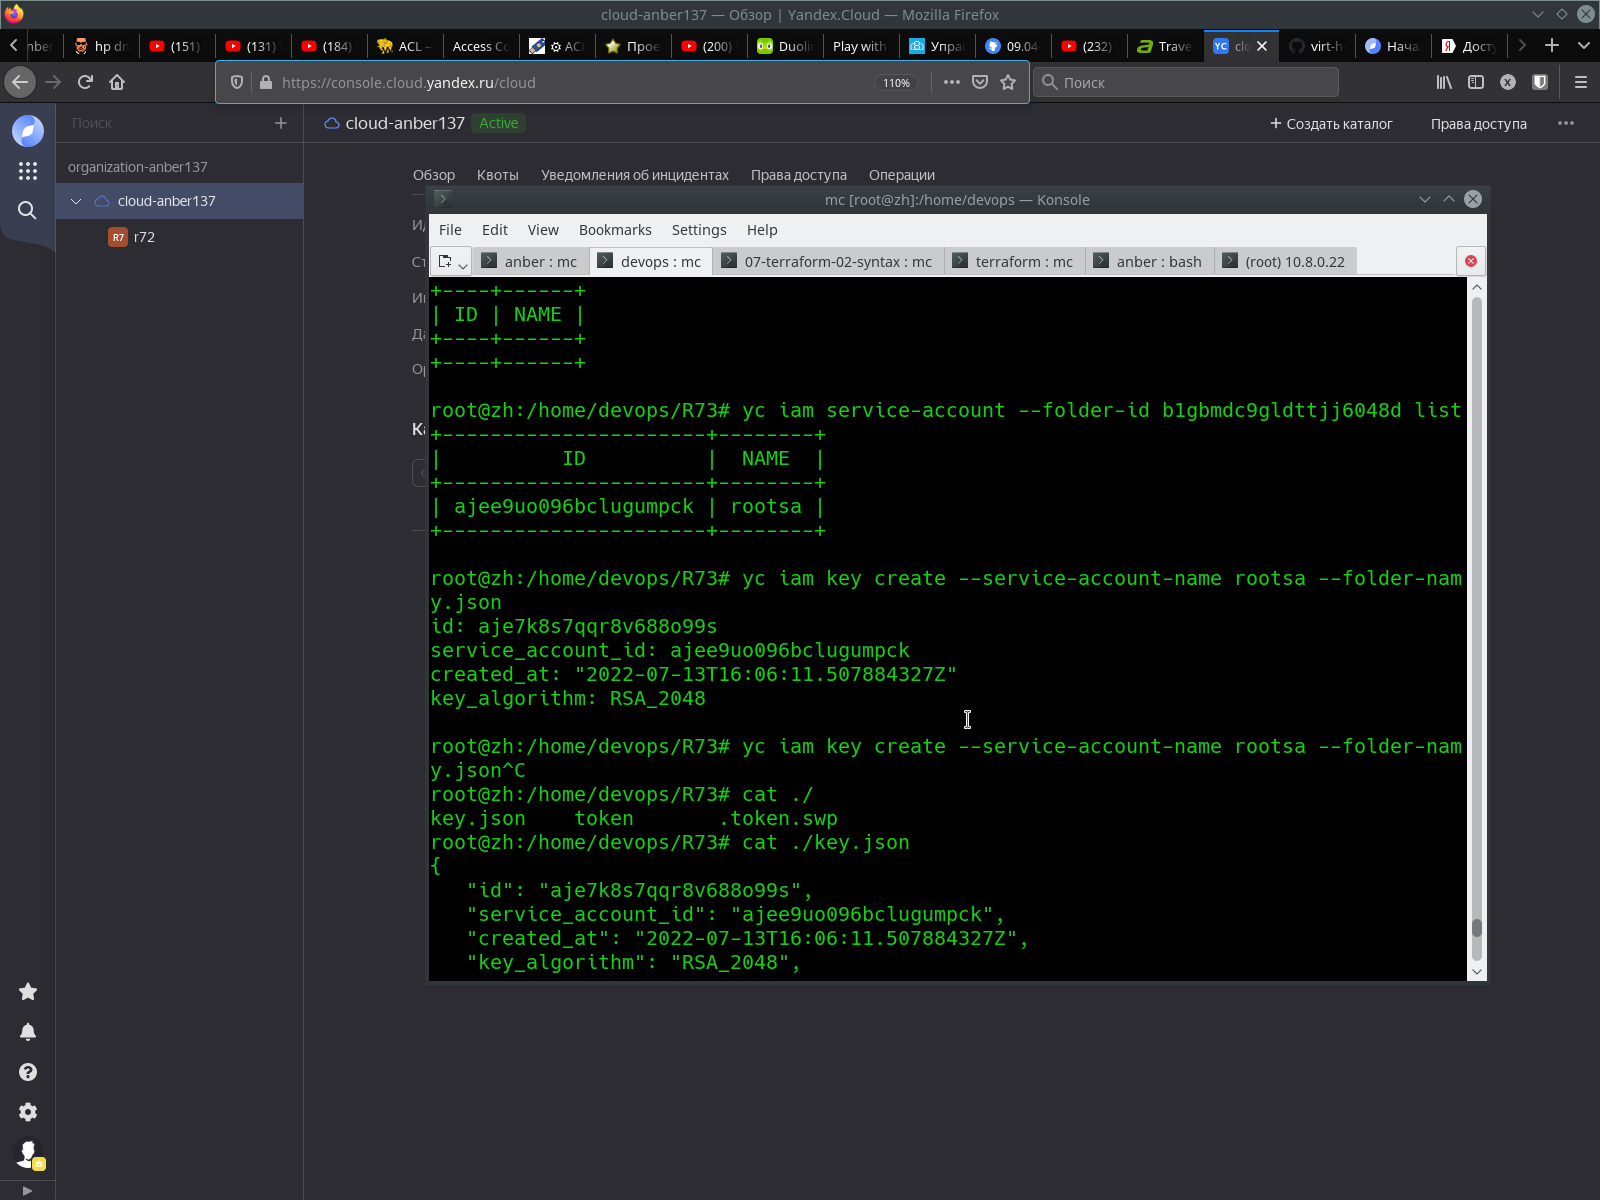 cloud-anber137 — Обзор | Yandex.Cloud — Mozilla Firefox
hp dn (151) (131) (184) ACL – Access Co AC Прое (200) Duoli Play with Упра 09.04 (232) Trave clo virt-h Нача Дост
https://console.cloud.yandex.ru/cloud 110% Поиск
Поиск
cloud-anber137 Active
Создать каталог Права доступа
organization-anber137
cloud-anber137
R7 r72
Обзор Квоты Уведомления об инцидентах Права доступа Операции
mc [root@zh]:/home/devops — Konsole
File Edit View Bookmarks Settings Help
anber : mc devops : mc 07-terraform-02-syntax : mc terraform : mc anber : bash (root) 10.8.0.22
+----+------+
| ID | NAME |
+----+------+
+----+------+
root@zh:/home/devops/R73# yc iam service-account --folder-id b1gbmdc9gldttjj6048d list
+----------------------+--------+
|          ID          |  NAME  |
+----------------------+--------+
| ajee9uo096bclugumpck | rootsa |
+----------------------+--------+
root@zh:/home/devops/R73# yc iam key create --service-account-name rootsa --folder-nam
y.json
id: aje7k8s7qqr8v688o99s
service_account_id: ajee9uo096bclugumpck
created_at: "2022-07-13T16:06:11.507884327Z"
key_algorithm: RSA_2048
root@zh:/home/devops/R73# yc iam key create --service-account-name rootsa --folder-nam
y.json^C
root@zh:/home/devops/R73# cat ./
key.json    token       .token.swp
root@zh:/home/devops/R73# cat ./key.json
{
   "id": "aje7k8s7qqr8v688o99s",
   "service_account_id": "ajee9uo096bclugumpck",
   "created_at": "2022-07-13T16:06:11.507884327Z",
   "key_algorithm": "RSA_2048",